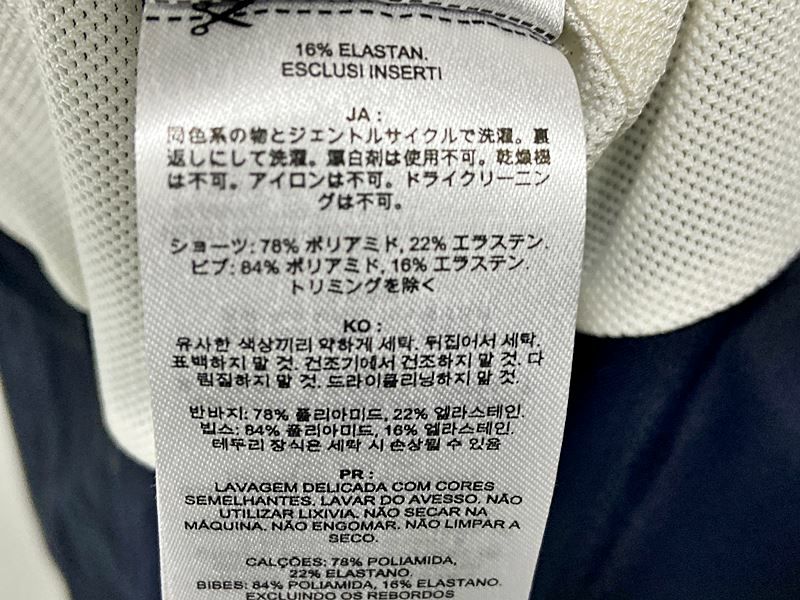 16% ELASTAN.
ESCLUSI INSERTI
JA :
同色系の物とジェントルサイクルで洗濯。裏
返しにして洗濯。漂白剤は使用不可。乾燥機
は不可。アイロンは不可。ドライクリーニン
グは不可。
ショーツ: 78% ポリアミド, 22% エラステン.
ビブ: 84% ポリアミド, 16% エラステン.
トリミングを除く
KO :
유사한 색상끼리 약하게 세탁. 뒤집어서 세탁.
표백하지 말 것. 건조기에서 건조하지 말 것. 다
림질하지 말 것. 드라이클리닝하지 말 것.
반바지: 78% 폴리아미드, 22% 엘라스테인.
빕스: 84% 폴리아미드, 16% 엘라스테인.
테두리 장식은 세탁 시 손상될 수 있음
PR :
LAVAGEM DELICADA COM CORES
SEMELHANTES. LAVAR DO AVESSO. NÃO
UTILIZAR LIXIVIA. NÃO SECAR NA
MÁQUINA. NÃO ENGOMAR. NÃO LIMPAR A
SECO.
CALÇÕES: 78% POLIAMIDA,
22% ELASTANO.
BIBES: 84% POLIAMIDA, 16% ELASTANO.
EXCLUINDO OS REBORDOS